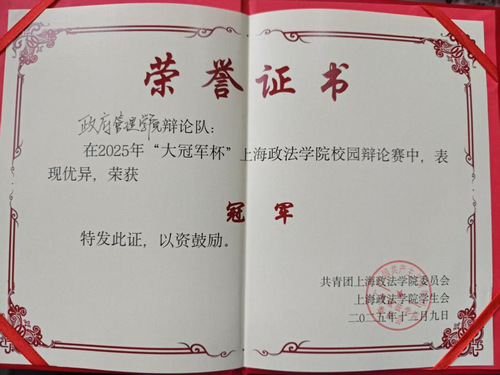 荣誉证书
政府管理学院辩论队：
在2025年“大冠军杯”上海政法学院校园辩论赛中，表
现优异，荣获
冠 军
特发此证，以资鼓励。
共青团上海政法学院委员会
上海政法学院学生会
二〇二五年十二月九日